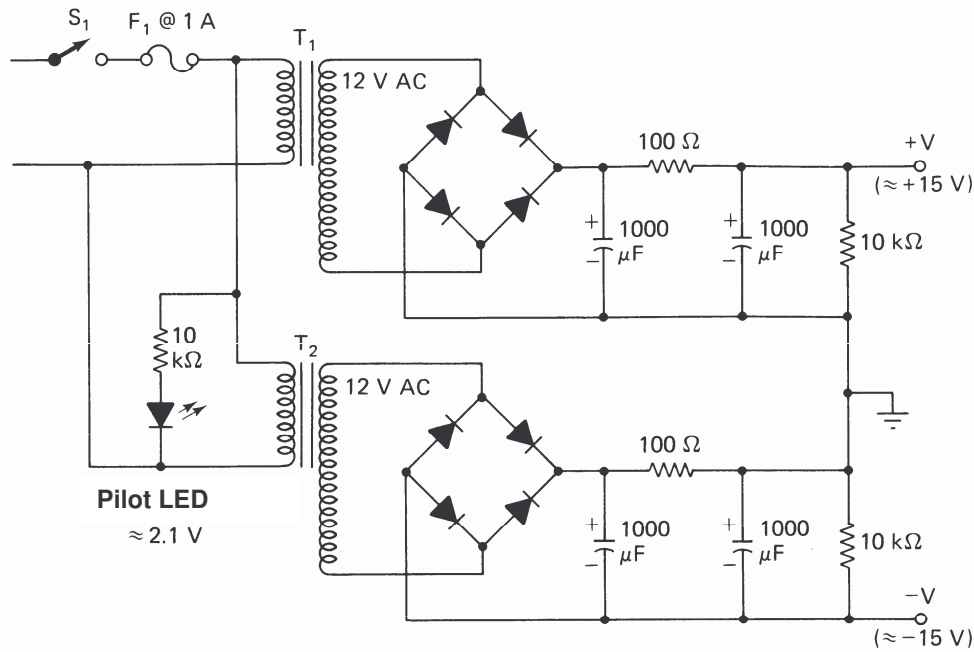 S₁
F₁ @ 1 A
T₁
12 V AC
100 Ω
+V
(≈+15 V)
+
1000
μF
−
+
1000
μF
−
10 kΩ
10
kΩ
T₂
12 V AC
Pilot LED
≈2.1 V
100 Ω
+
1000
μF
−
+
1000
μF
−
10 kΩ
−V
(≈−15 V)